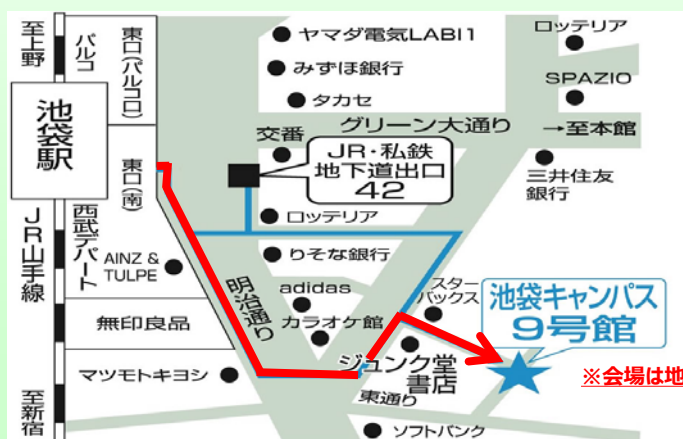 至上野
パルコ
東口(パルコ口)
池袋駅
東口(南)
西武デパート
JR山手線
AINZ &
TULPE
無印良品
マツモトキヨシ
至新宿
ヤマダ電気LABI1
みずほ銀行
タカセ
グリーン大通り
交番
JR・私鉄
地下道出口
42
ロッテリア
りそな銀行
adidas
カラオケ館
明治通り
ジュンク堂
書店
東通り
ソフトバンク
スター
バックス
ロッテリア
SPAZIO
→至本館
三井住友
銀行
池袋キャンパス
9号館
※会場は地